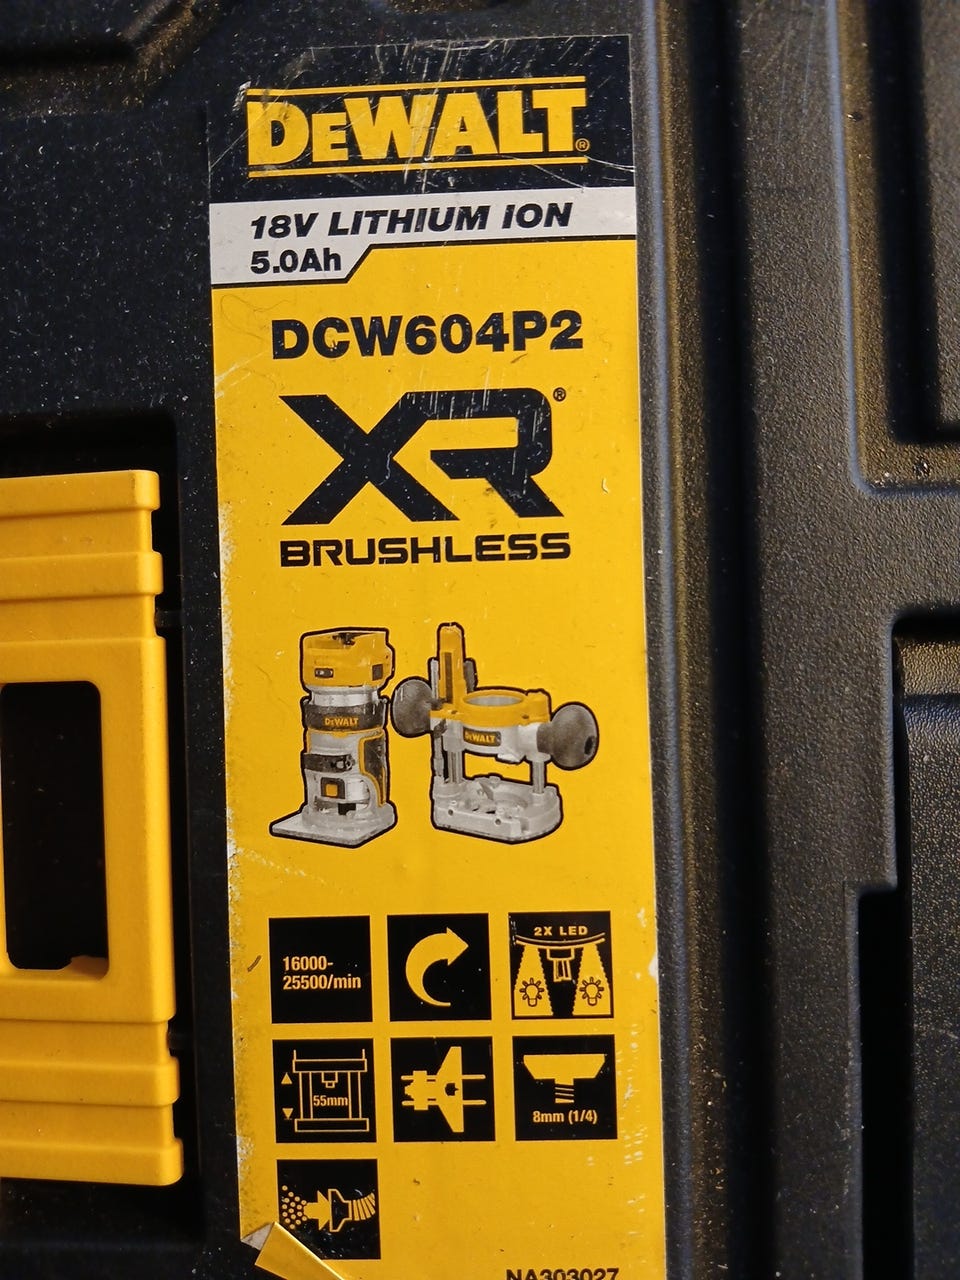 DEWALT®
18V LITHIUM ION
5.0Ah
DCW604P2
XR®
BRUSHLESS
DEWALT
DEWALT
16000-
25500/min
2X LED
55mm
8mm (1/4)
NA303027